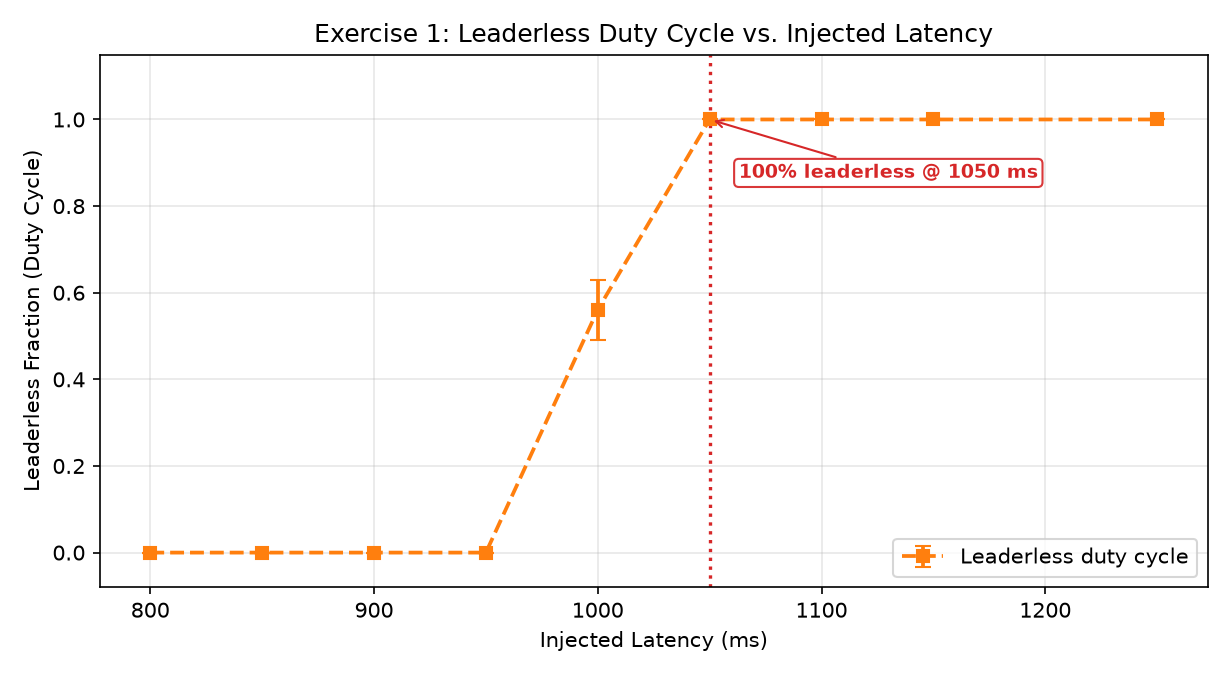 Exercise 1: Leaderless Duty Cycle vs. Injected Latency
Leaderless Fraction (Duty Cycle)
1.0
0.8
0.6
0.4
0.2
0.0
100% leaderless @ 1050 ms
Leaderless duty cycle
800
900
1000
1100
1200
Injected Latency (ms)